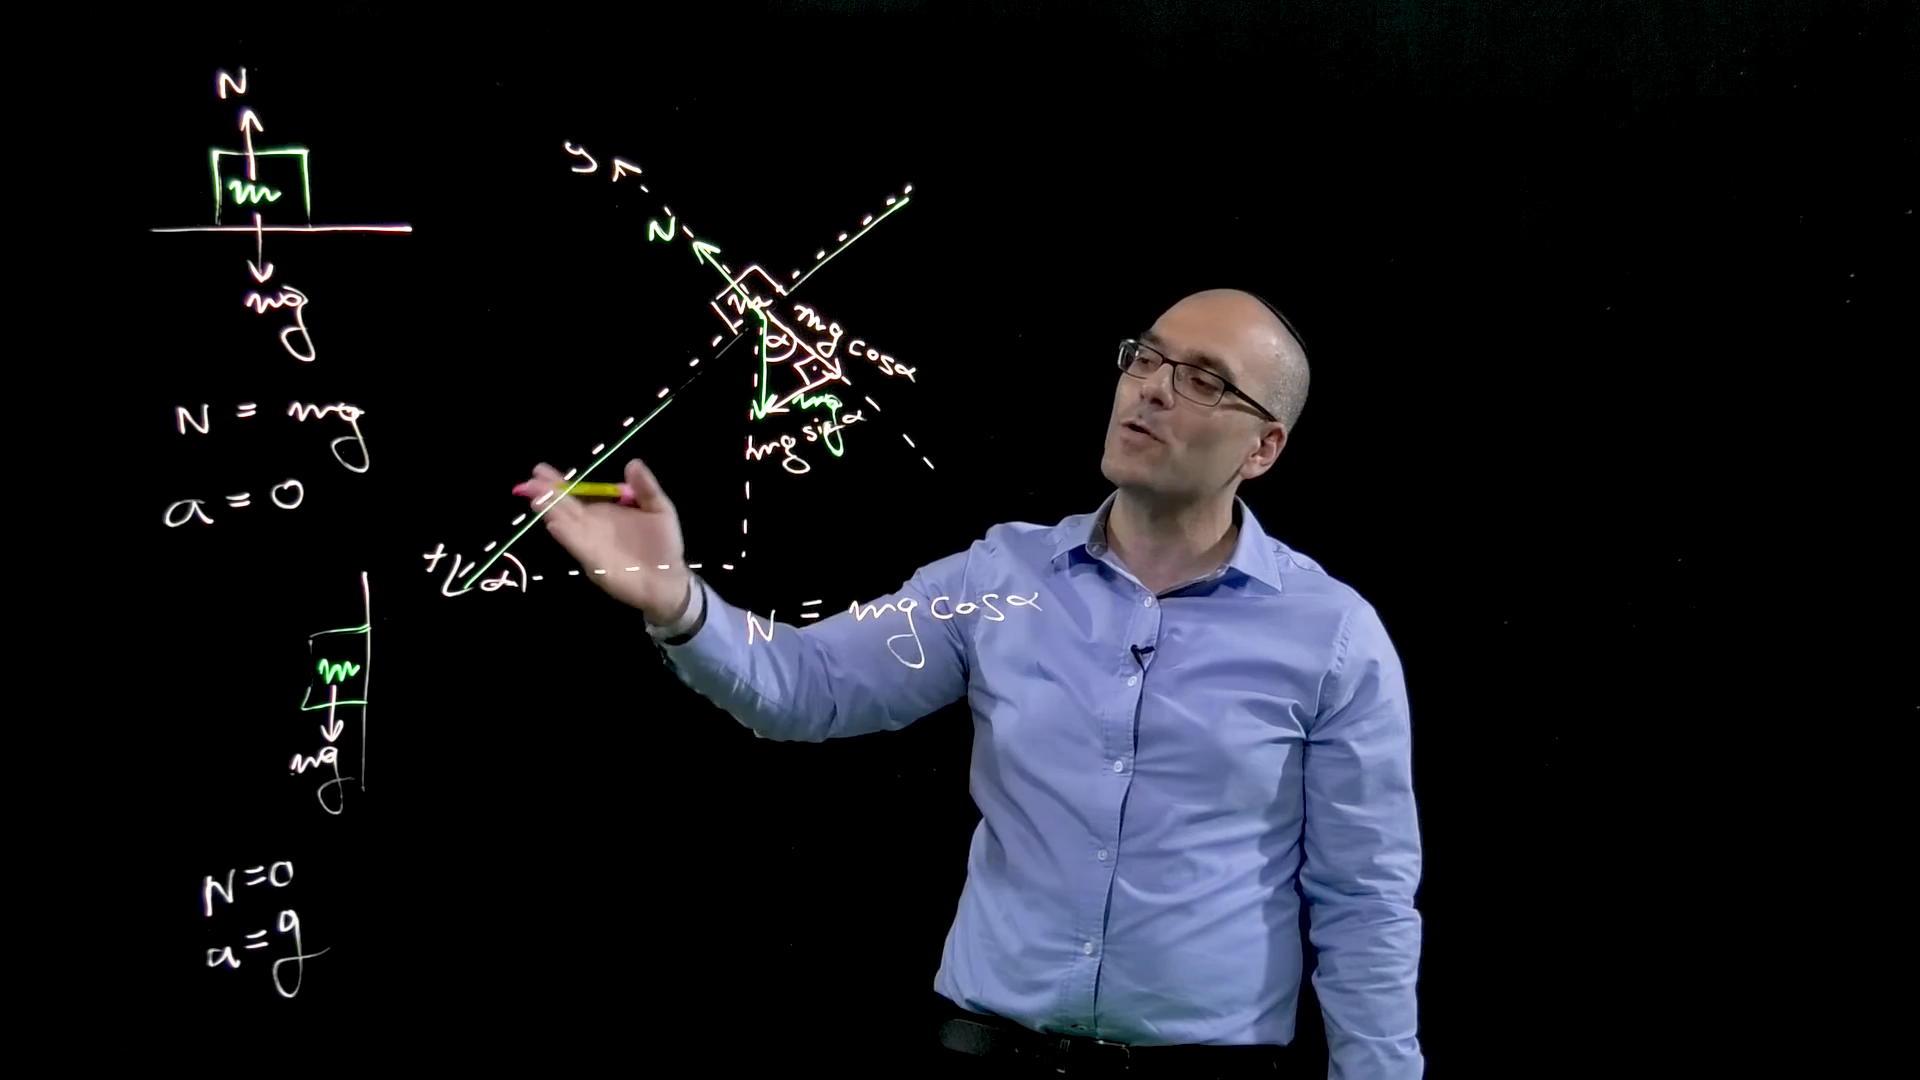 N
m
mg
N = mg
a = 0
m
mg
N=0
a=g
y
N
m
α
mg cosα
mg
mg sinα
α
N = mg cosα